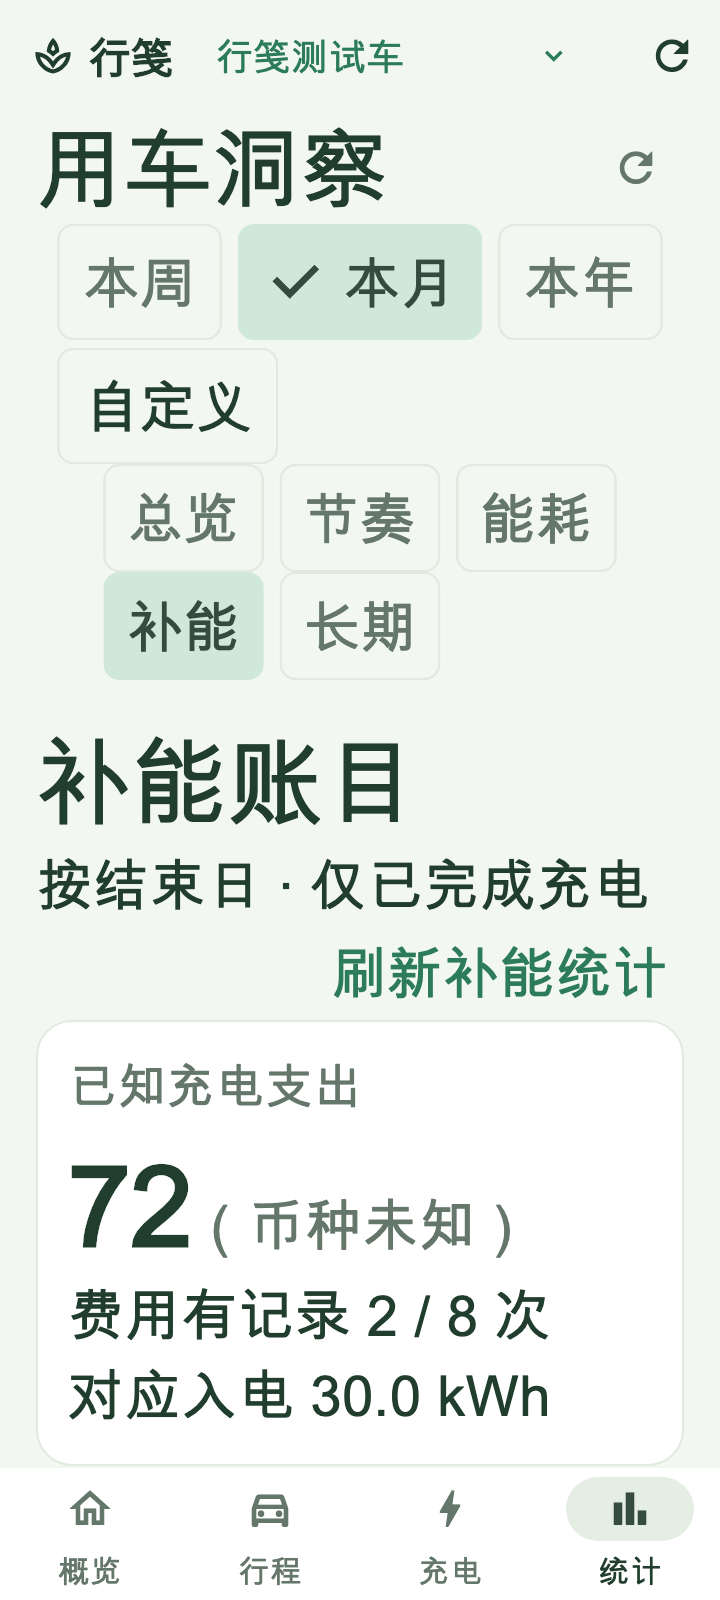 行笺 行笺测试车
用车洞察
本周 本月 本年
自定义
总览 节奏 能耗
补能 长期
补能账目
按结束日 · 仅已完成充电
刷新补能统计
已知充电支出
72 ( 币种未知 )
费用有记录 2 / 8 次
对应入电 30.0 kWh
概览 行程 充电 统计